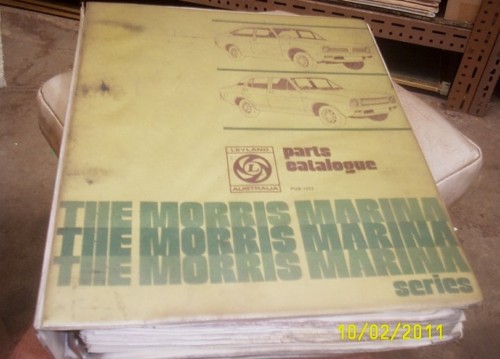 LEYLAND
L
AUSTRALIA
parts
catalogue
THE MORRIS MARINA
THE MORRIS MARINA
THE MORRIS MARINA
series
10/02/2011